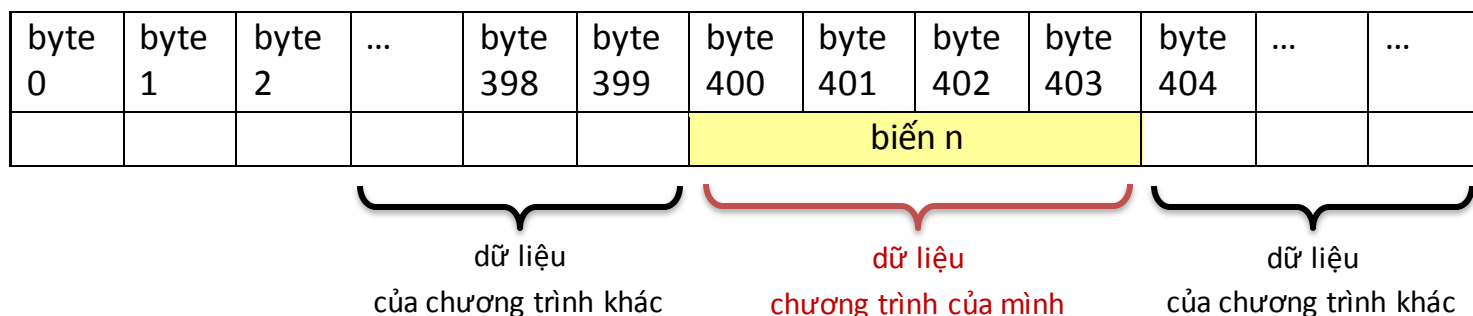 byte byte byte ... byte byte byte byte byte byte byte ... ...
0 1 2 398 399 400 401 402 403 404
biến n
dữ liệu dữ liệu dữ liệu
của chương trình khác chương trình của mình của chương trình khác